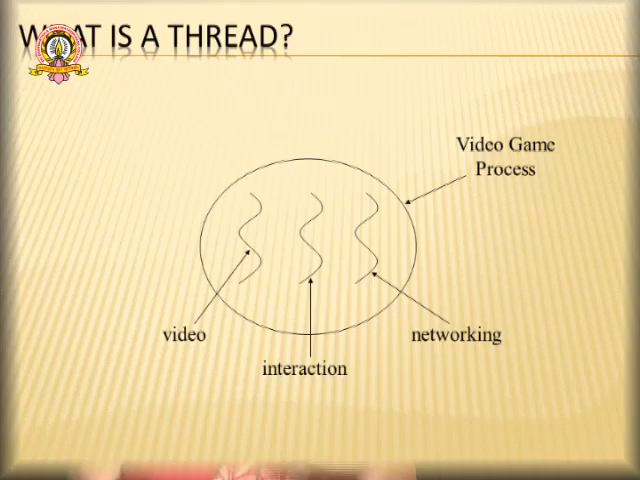 WHAT IS A THREAD?
Video Game
Process
video
networking
interaction